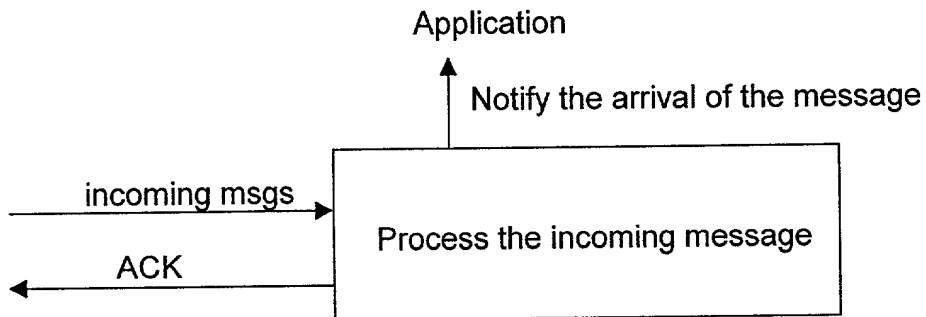 Application
Notify the arrival of the message
incoming msgs
Process the incoming message
ACK